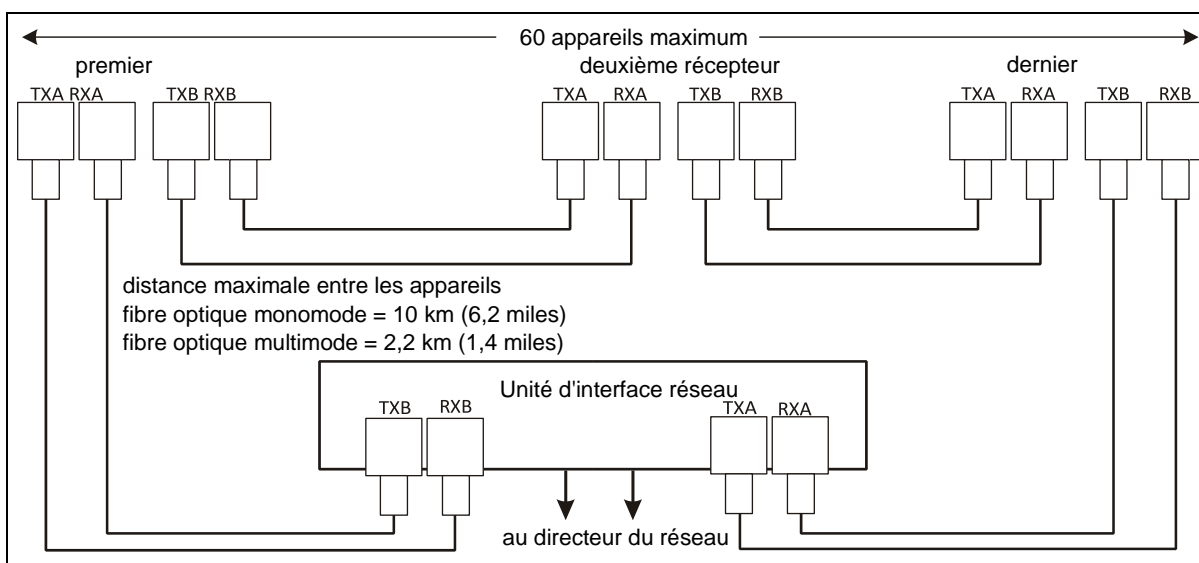 60 appareils maximum
premier
deuxième récepteur
dernier
TXA RXA
TXB RXB
TXA
RXA
TXB
RXB
TXA
RXA
TXB
RXB
distance maximale entre les appareils
fibre optique monomode = 10 km (6,2 miles)
fibre optique multimode = 2,2 km (1,4 miles)
Unité d'interface réseau
TXB
RXB
TXA
RXA
au directeur du réseau